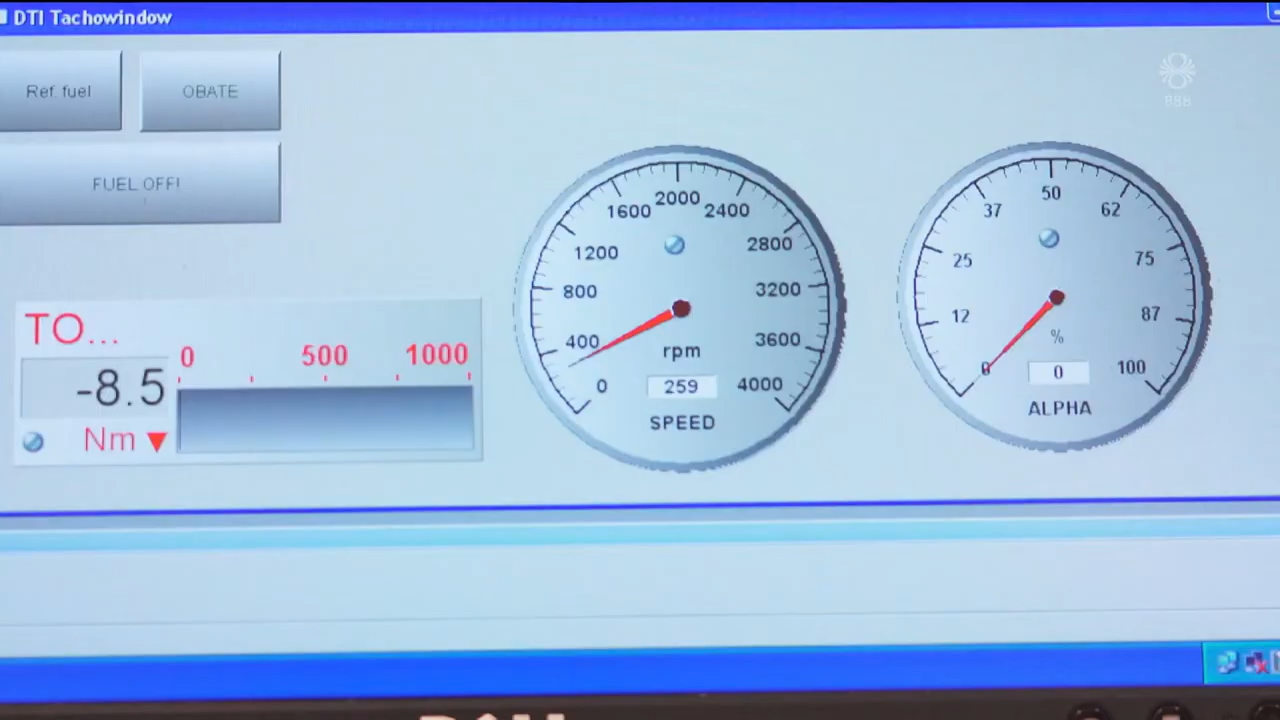 DTI Tachowindow
Ref. fuel
OBATE
888
FUEL OFF!
TO...
-8.5
Nm
0 500 1000
0
400
800
1200
1600
2000
2400
2800
3200
3600
4000
rpm
259
SPEED
0
12
25
37
50
62
75
87
100
%
0
ALPHA